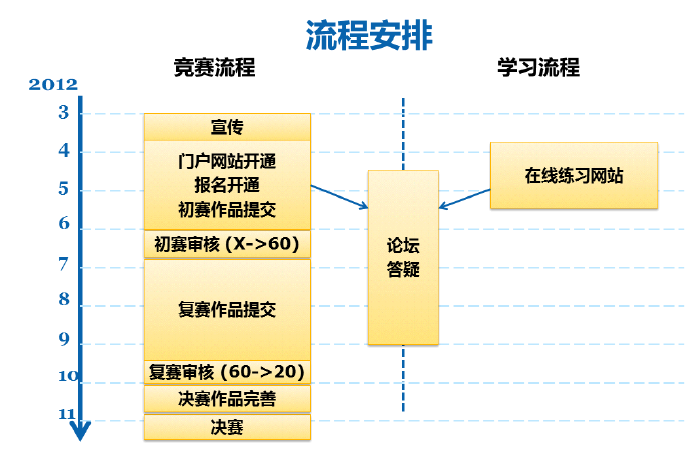 流程安排
竞赛流程
学习流程
2012
3
宣传
4
门户网站开通
报名开通
初赛作品提交
在线练习网站
5
6
初赛审核 (X->60)
论坛
答疑
7
8
复赛作品提交
9
复赛审核 (60->20)
10
决赛作品完善
11
决赛